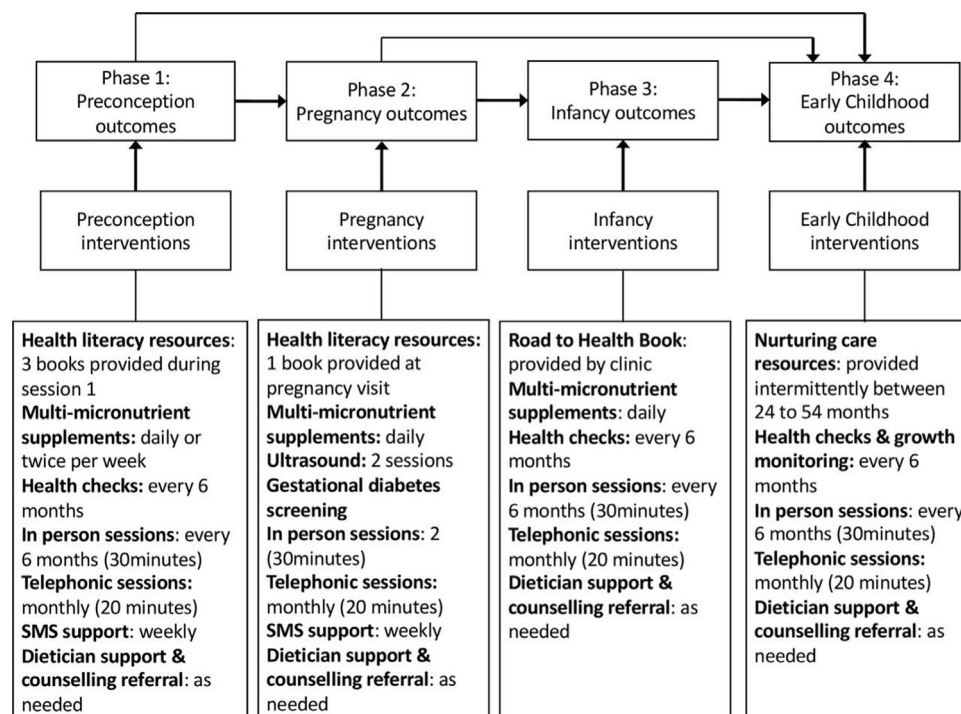 Phase 1:
Preconception
outcomes
Phase 2:
Pregnancy outcomes
Phase 3:
Infancy outcomes
Phase 4:
Early Childhood
outcomes
Preconception
interventions
Pregnancy
interventions
Infancy
interventions
Early Childhood
interventions
Health literacy resources:
3 books provided during
session 1
Multi-micronutrient
supplements: daily or
twice per week
Health checks: every 6
months
In person sessions: every
6 months (30minutes)
Telephonic sessions:
monthly (20 minutes)
SMS support: weekly
Dietician support &
counselling referral: as
needed
Health literacy resources:
1 book provided at
pregnancy visit
Multi-micronutrient
supplements: daily
Ultrasound: 2 sessions
Gestational diabetes
screening
In person sessions: 2
(30minutes)
Telephonic sessions:
monthly (20 minutes)
SMS support: weekly
Dietician support &
counselling referral: as
needed
Road to Health Book:
provided by clinic
Multi-micronutrient
supplements: daily
Health checks: every 6
months
In person sessions: every
6 months (30minutes)
Telephonic sessions:
monthly (20 minutes)
Dietician support &
counselling referral: as
needed
Nurturing care
resources: provided
intermittently between
24 to 54 months
Health checks & growth
monitoring: every 6
months
In person sessions: every
6 months (30minutes)
Telephonic sessions:
monthly (20 minutes)
Dietician support &
counselling referral: as
needed